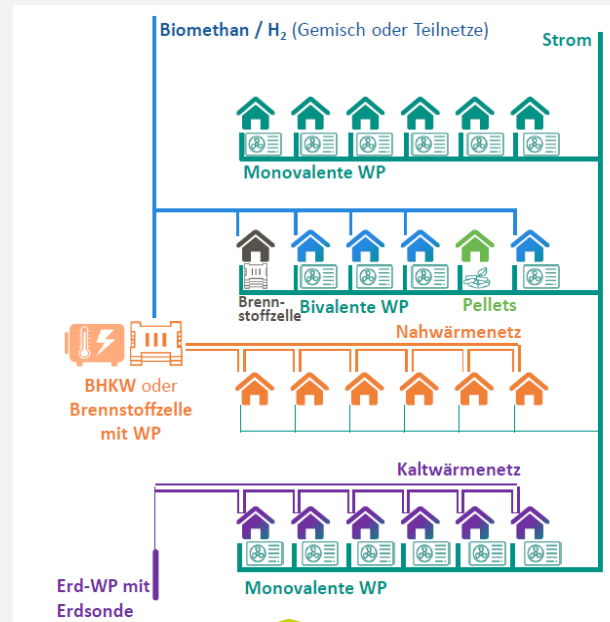 Biomethan / H₂ (Gemisch oder Teilnetze)
Strom
Monovalente WP
Brenn-
stoffzelle
Bivalente WP
Pellets
Nahwärmenetz
BHKW oder
Brennstoffzelle
mit WP
Kaltwärmenetz
Erd-WP mit
Erdsonde
Monovalente WP